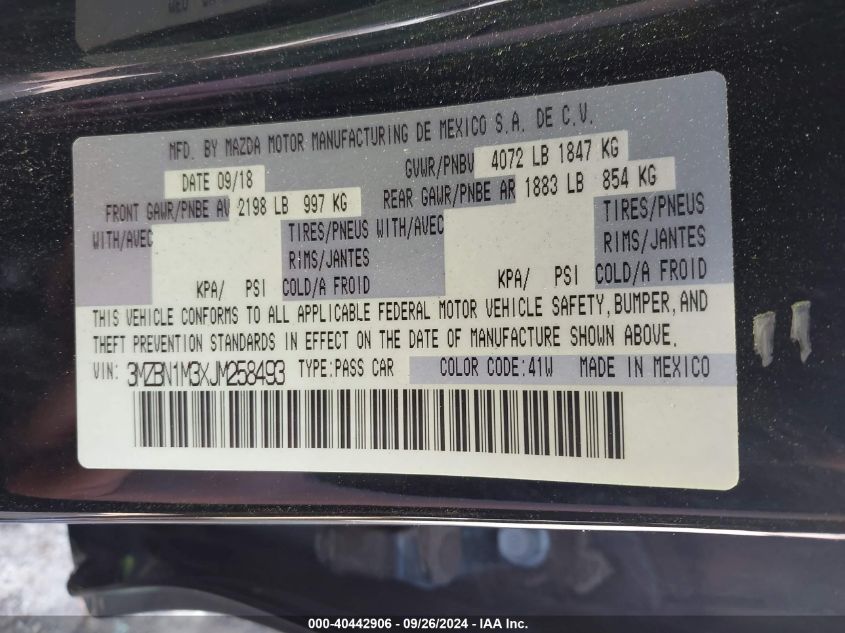 MFD. BY MAZDA MOTOR MANUFACTURING DE MEXICO S.A. DE C.V.
DATE 09/18 GVWR/PNBV 4072 LB 1847 KG
FRONT GAWR/PNBE AV 2198 LB 997 KG REAR GAWR/PNBE AR 1883 LB 854 KG
WITH/AVEC TIRES/PNEUS WITH/AVEC TIRES/PNEUS
RIMS/JANTES RIMS/JANTES
KPA/ PSI COLD/A FROID KPA/ PSI COLD/A FROID
THIS VEHICLE CONFORMS TO ALL APPLICABLE FEDERAL MOTOR VEHICLE SAFETY, BUMPER, AND
THEFT PREVENTION STANDARDS IN EFFECT ON THE DATE OF MANUFACTURE SHOWN ABOVE.
VIN: 3MZBN1M3XJM258493 TYPE:PASS CAR COLOR CODE:41W MADE IN MEXICO
000-40442906 - 09/26/2024 - IAA Inc.